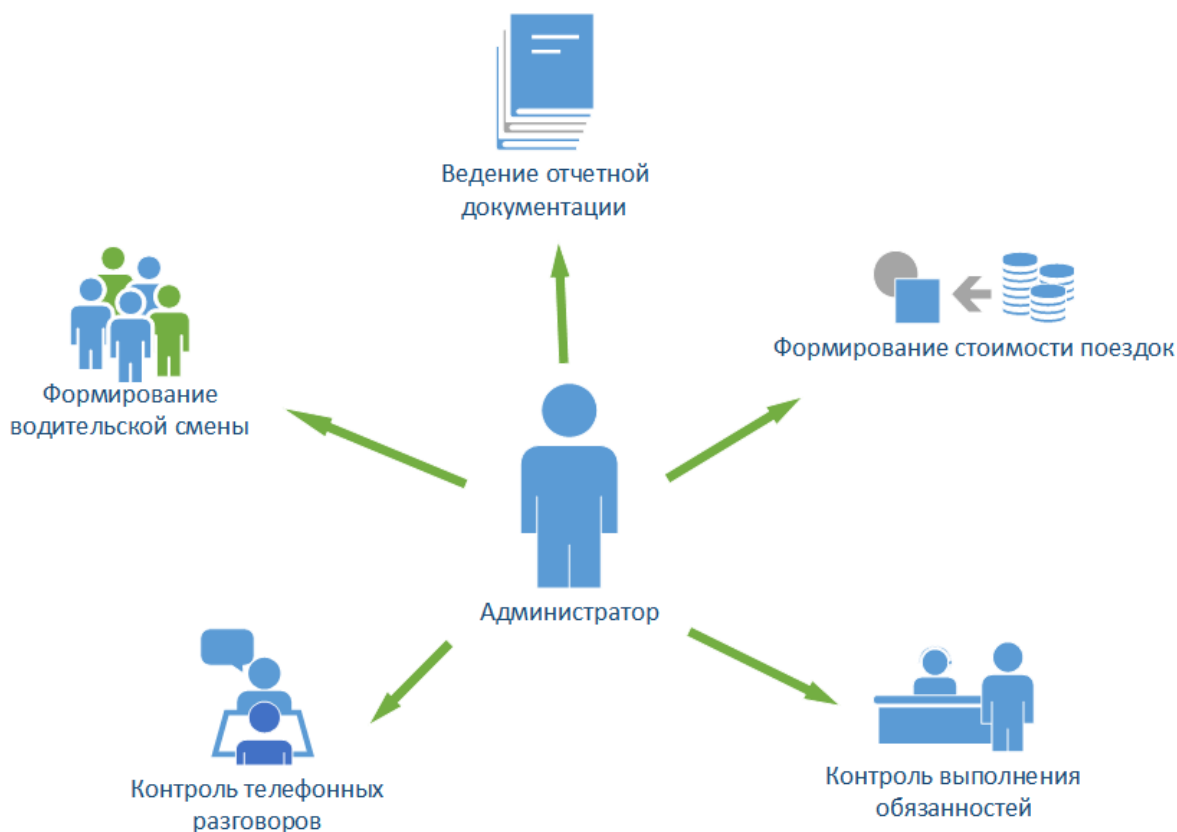 Ведение отчетной
документации
Формирование стоимости поездок
Формирование
водительской смены
Администратор
Контроль телефонных
разговоров
Контроль выполнения
обязанностей